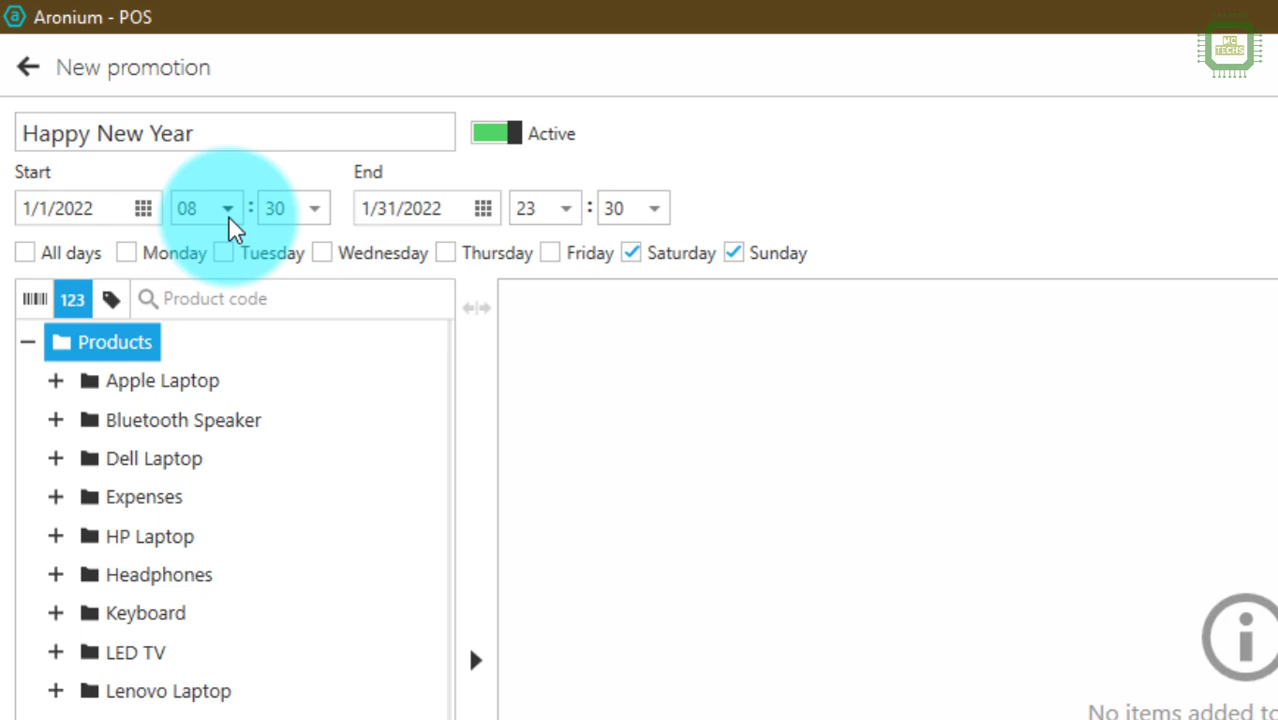 Aronium - POS
MC
TECHS
New promotion
Happy New Year
Active
Start
End
1/1/2022 08 : 30 1/31/2022 23 : 30
All days Monday Tuesday Wednesday Thursday Friday Saturday Sunday
123 Product code
Products
Apple Laptop
Bluetooth Speaker
Dell Laptop
Expenses
HP Laptop
Headphones
Keyboard
LED TV
Lenovo Laptop
No items added to